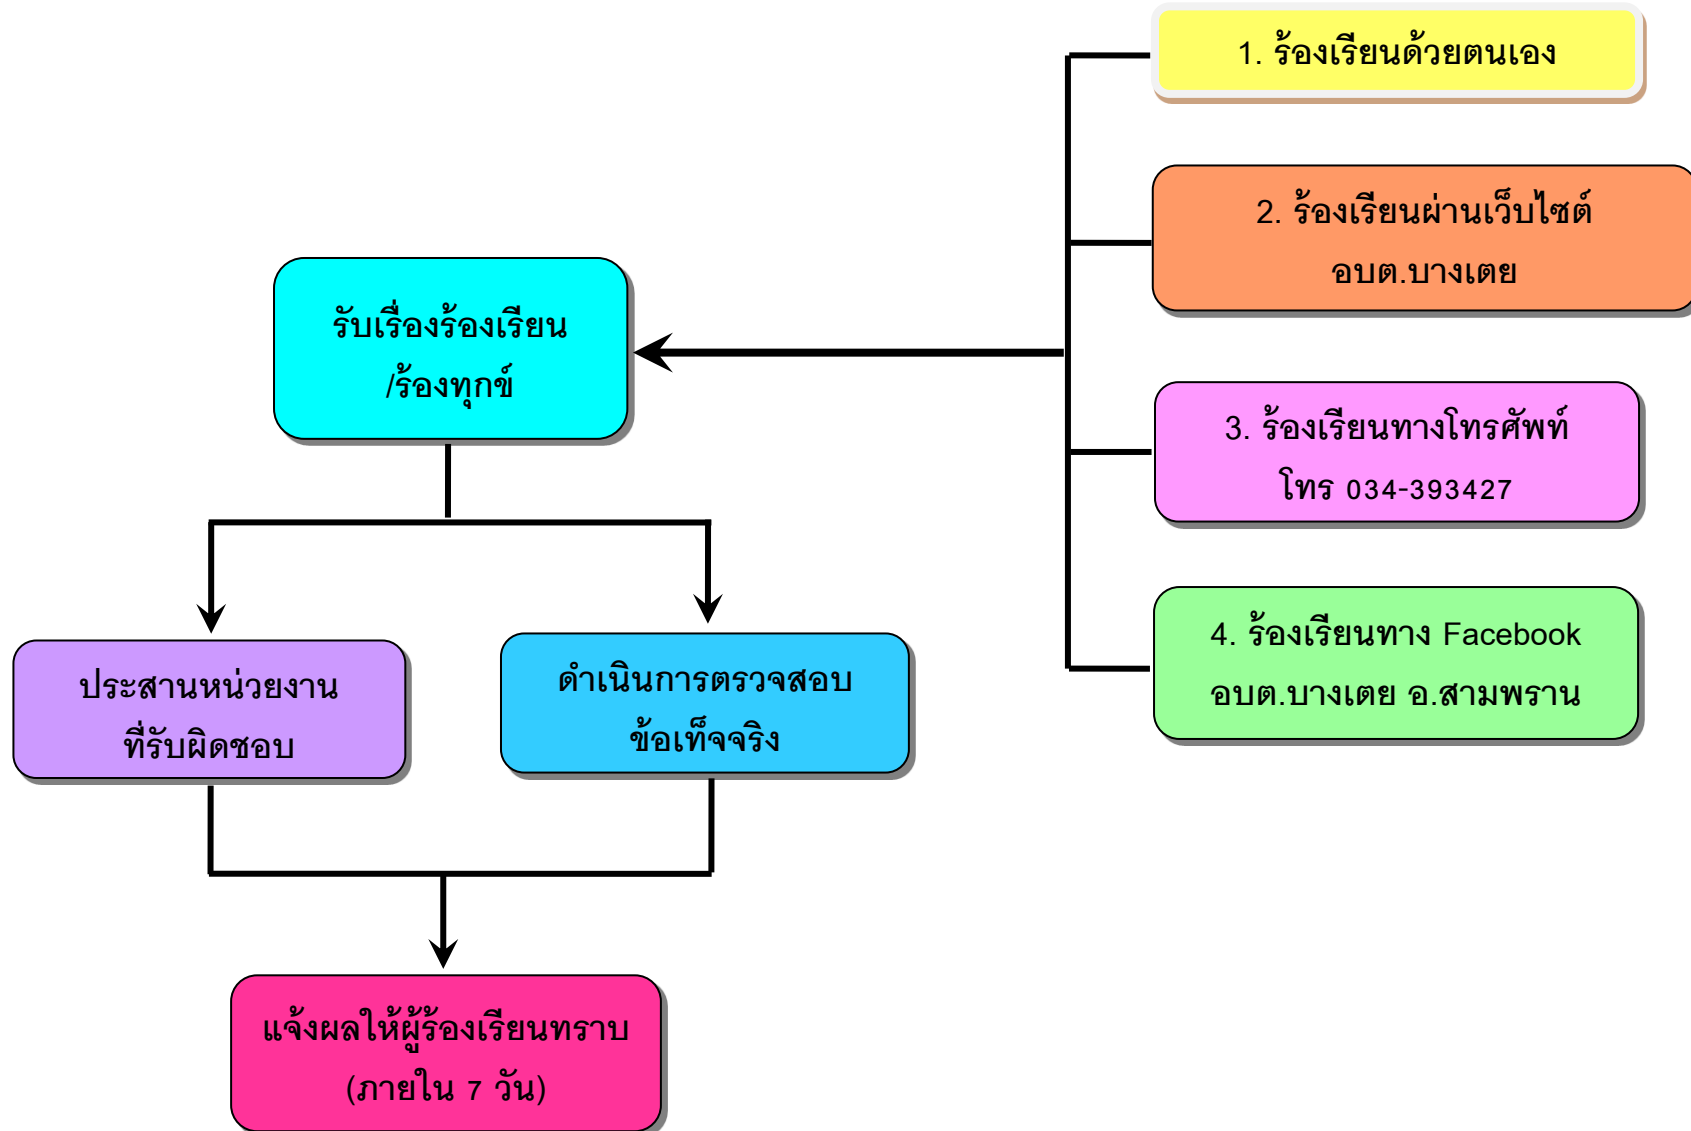 1. ร้องเรียนด้วยตนเอง
2. ร้องเรียนผ่านเว็บไซต์
อบต.บางเตย
รับเรื่องร้องเรียน
/ร้องทุกข์
3. ร้องเรียนทางโทรศัพท์
โทร 034-393427
4. ร้องเรียนทาง Facebook
อบต.บางเตย อ.สามพราน
ประสานหน่วยงาน
ที่รับผิดชอบ
ดำเนินการตรวจสอบ
ข้อเท็จจริง
แจ้งผลให้ผู้ร้องเรียนทราบ
(ภายใน 7 วัน)